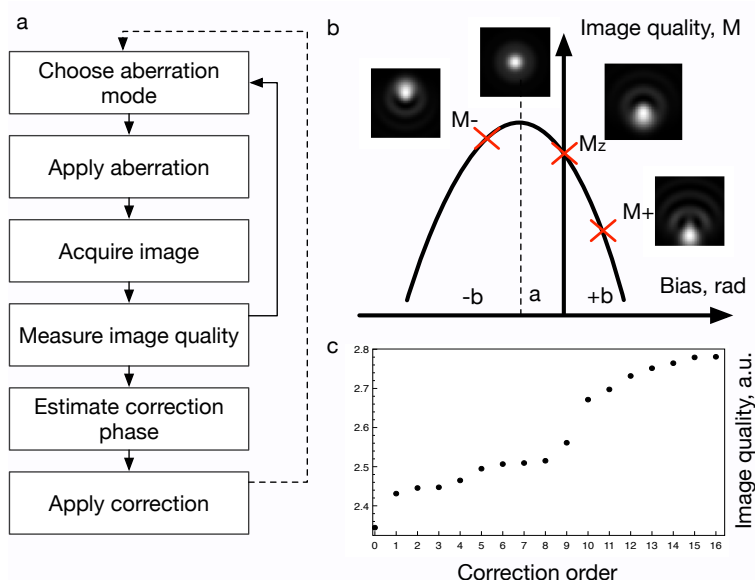 a
Choose aberration
mode
Apply aberration
Acquire image
Measure image quality
Estimate correction
phase
Apply correction
b
Image quality, M
M-
Mz
M+
Bias, rad
-b
a
+b
c
2.8
2.7
2.6
2.5
2.4
0 1 2 3 4 5 6 7 8 9 10 11 12 13 14 15 16
Correction order
Image quality, a.u.